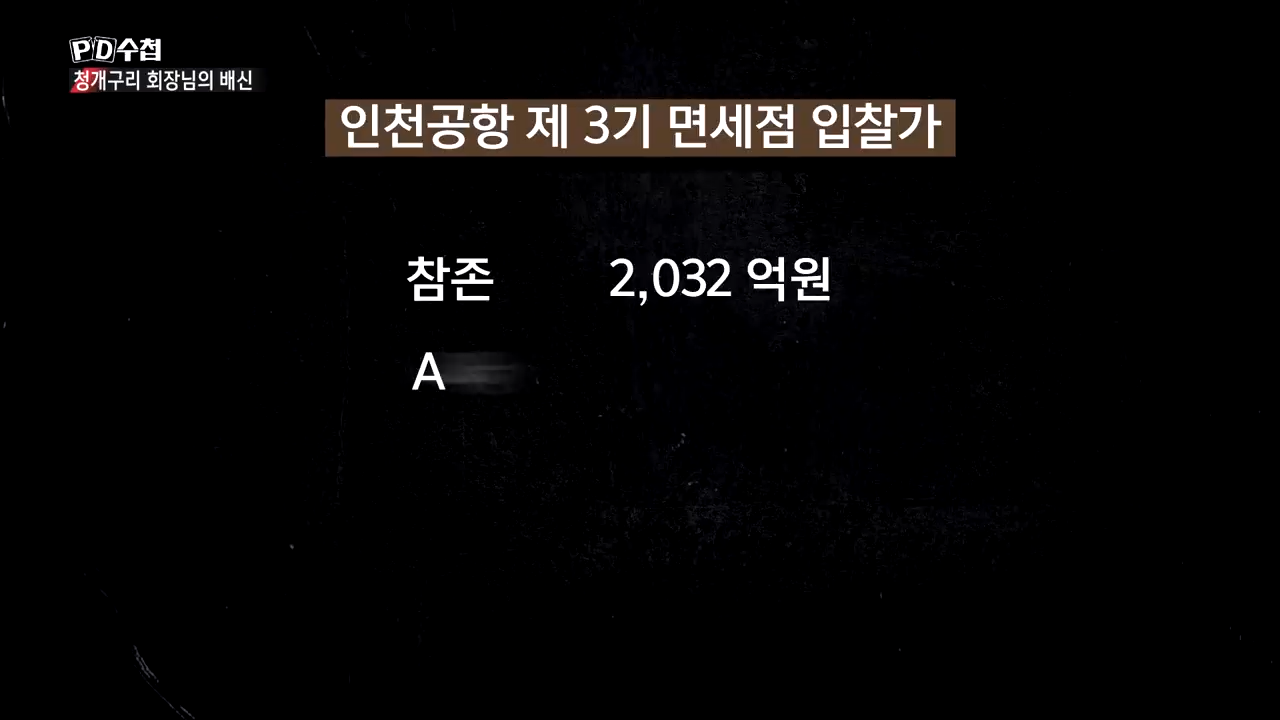 PD수첩
청개구리 회장님의 배신
인천공항 제 3기 면세점 입찰가
참존 2,032 억원
A